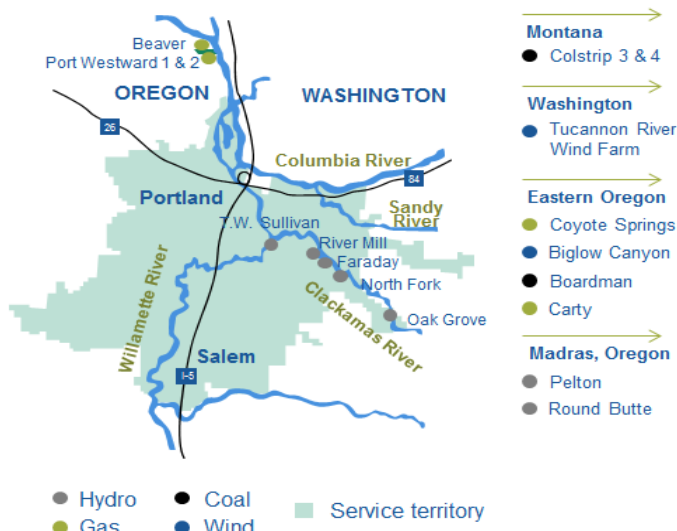 Beaver
Port Westward 1 & 2
OREGON
WASHINGTON
26
Columbia River
84
Portland
Sandy
River
T.W. Sullivan
River Mill
Faraday
North Fork
Willamette River
Clackamas River
Oak Grove
Salem
I-5
Montana
Colstrip 3 & 4
Washington
Tucannon River
Wind Farm
Eastern Oregon
Coyote Springs
Biglow Canyon
Boardman
Carty
Madras, Oregon
Pelton
Round Butte
Hydro
Coal
Service territory
Gas
Wind